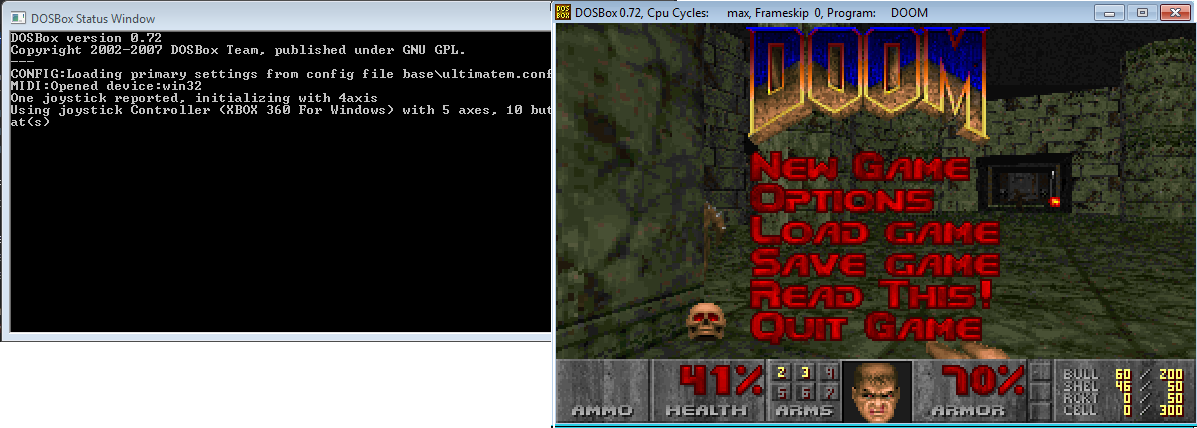 DOSBox Status Window
DOSBox version 0.72
Copyright 2002-2007 DOSBox Team, published under GNU GPL.
---
CONFIG:Loading primary settings from config file base\ultimatem.conf
MIDI:Opened device:win32
One joystick reported, initializing with 4axis
Using joystick Controller (XBOX 360 For Windows) with 5 axes, 10 but
at(s)
DOS BOX
DOSBox 0.72, Cpu Cycles: max, Frameskip 0, Program: DOOM
DOOM
New Game
Options
Load game
Save game
Read This!
Quit Game
41% 2 3 4 70%
5 6 7
AMMO HEALTH ARMS ARMOR
BULL 60 / 200
SHEL 46 / 50
RCKT 0 / 50
CELL 0 / 300